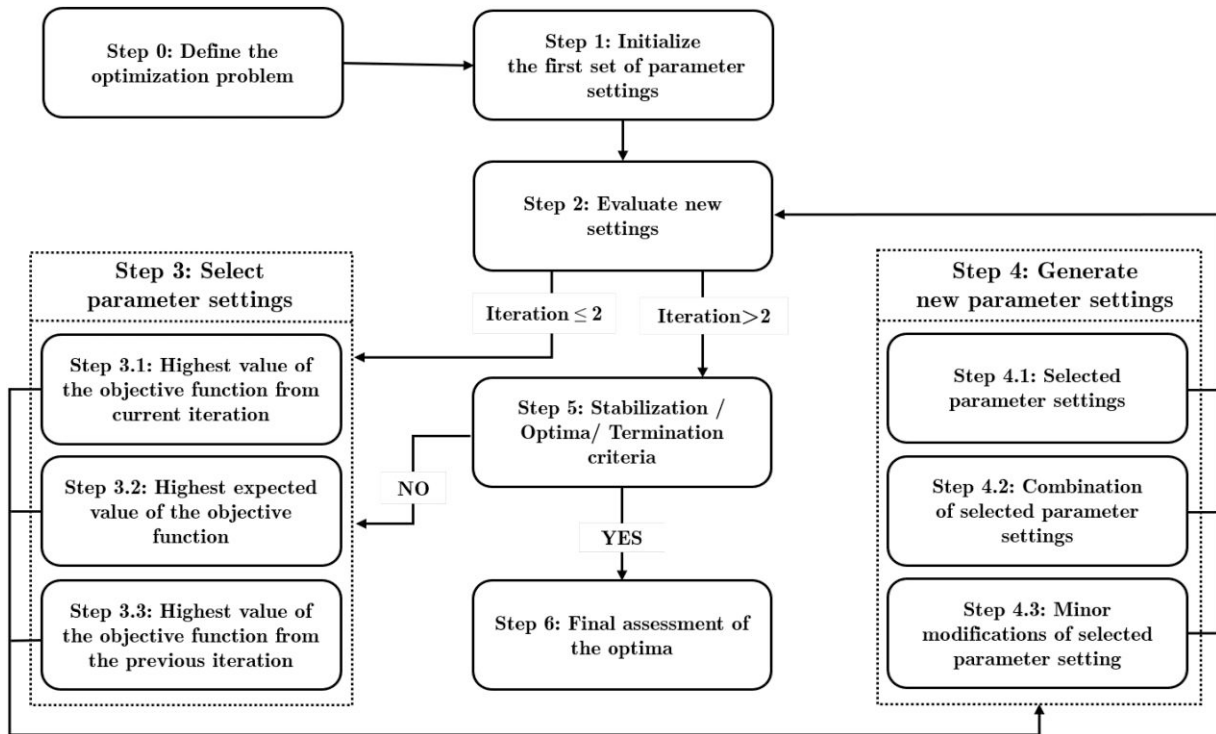 Step 0: Define the
optimization problem
Step 1: Initialize
the first set of parameter
settings
Step 2: Evaluate new
settings
Step 3: Select
parameter settings
Iteration ≤ 2
Iteration>2
Step 4: Generate
new parameter settings
Step 3.1: Highest value of
the objective function from
current iteration
Step 3.2: Highest expected
value of the objective
function
Step 3.3: Highest value of
the objective function from
the previous iteration
Step 5: Stabilization /
Optima/ Termination
criteria
NO
YES
Step 6: Final assessment of
the optima
Step 4.1: Selected
parameter settings
Step 4.2: Combination
of selected parameter
settings
Step 4.3: Minor
modifications of selected
parameter setting